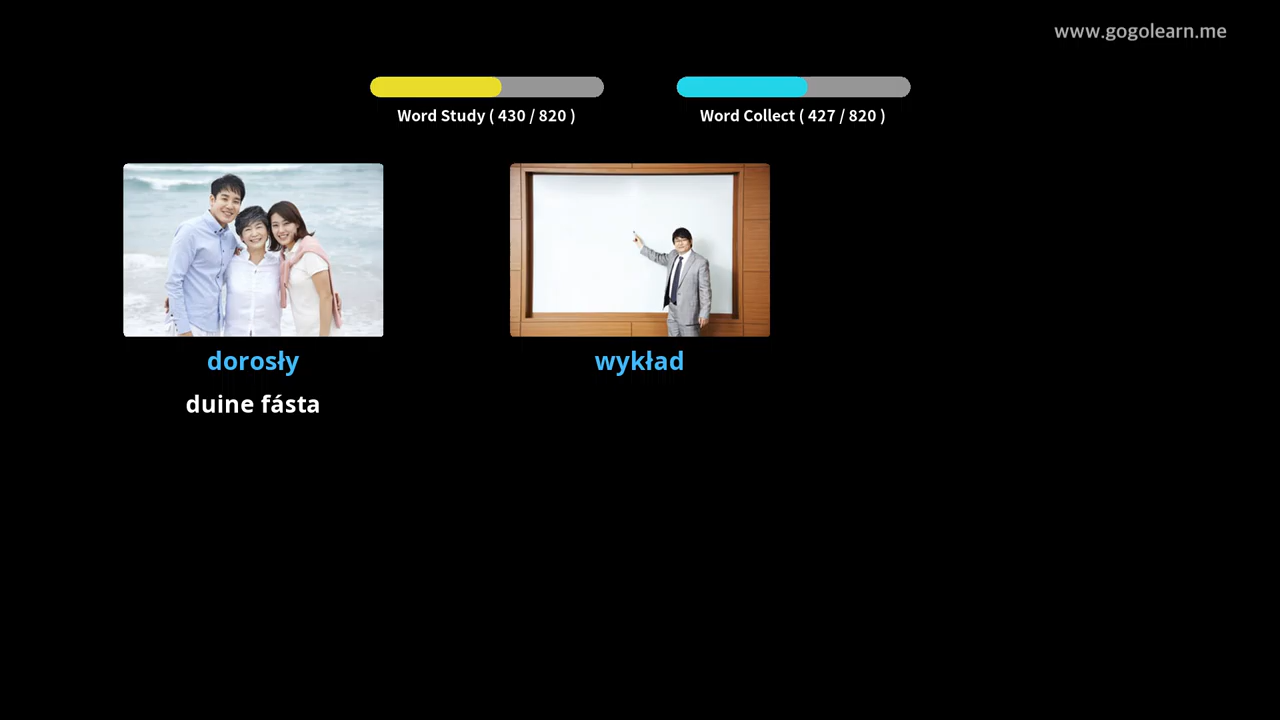 www.gogolearn.me
Word Study ( 430 / 820 )
Word Collect ( 427 / 820 )
dorosły
wykład
duine fásta